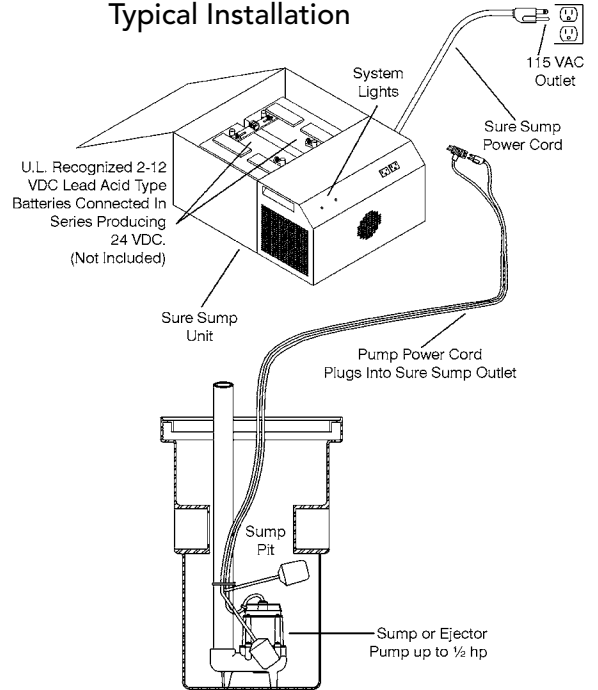 Typical Installation
115 VAC
Outlet
System
Lights
Sure Sump
Power Cord
U.L. Recognized 2-12
VDC Lead Acid Type
Batteries Connected In
Series Producing
24 VDC.
(Not Included)
Sure Sump
Unit
Pump Power Cord
Plugs Into Sure Sump Outlet
Sump
Pit
Sump or Ejector
Pump up to ½ hp